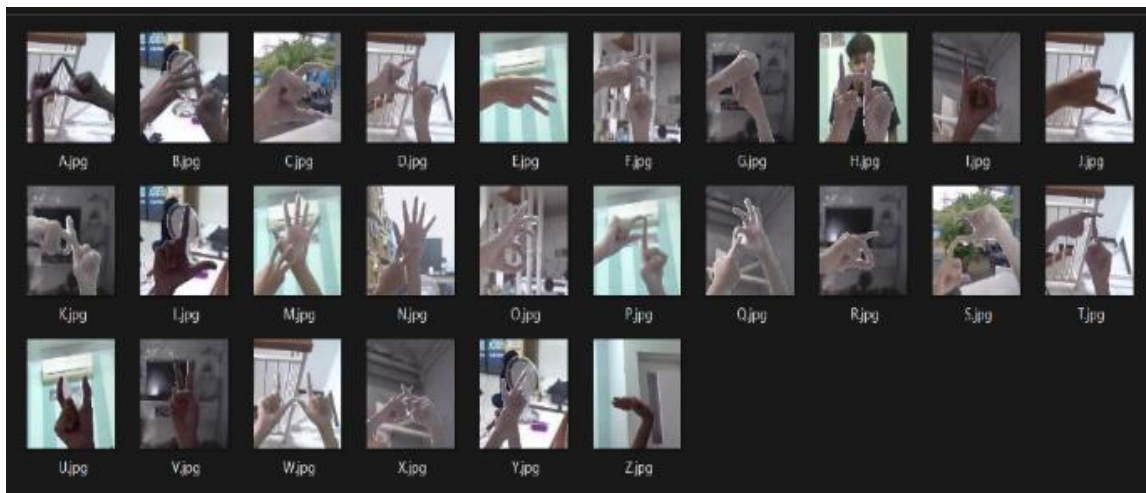 A.jpg B.jpg C.jpg D.jpg E.jpg F.jpg G.jpg H.jpg I.jpg J.jpg
K.jpg L.jpg M.jpg N.jpg O.jpg P.jpg Q.jpg R.jpg S.jpg T.jpg
U.jpg V.jpg W.jpg X.jpg Y.jpg Z.jpg